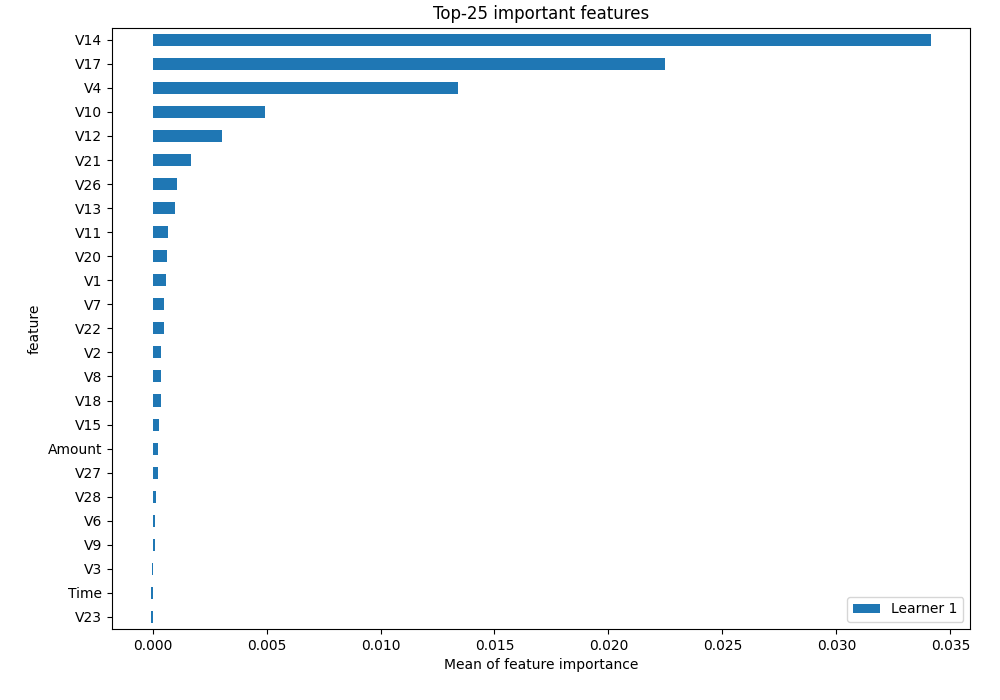 Top-25 important features
V14
V17
V4
V10
V12
V21
V26
V13
V11
V20
V1
V7
V22
V2
V8
V18
V15
Amount
V27
V28
V6
V9
V3
Time
V23
feature
Learner 1
0.000 0.005 0.010 0.015 0.020 0.025 0.030 0.035
Mean of feature importance